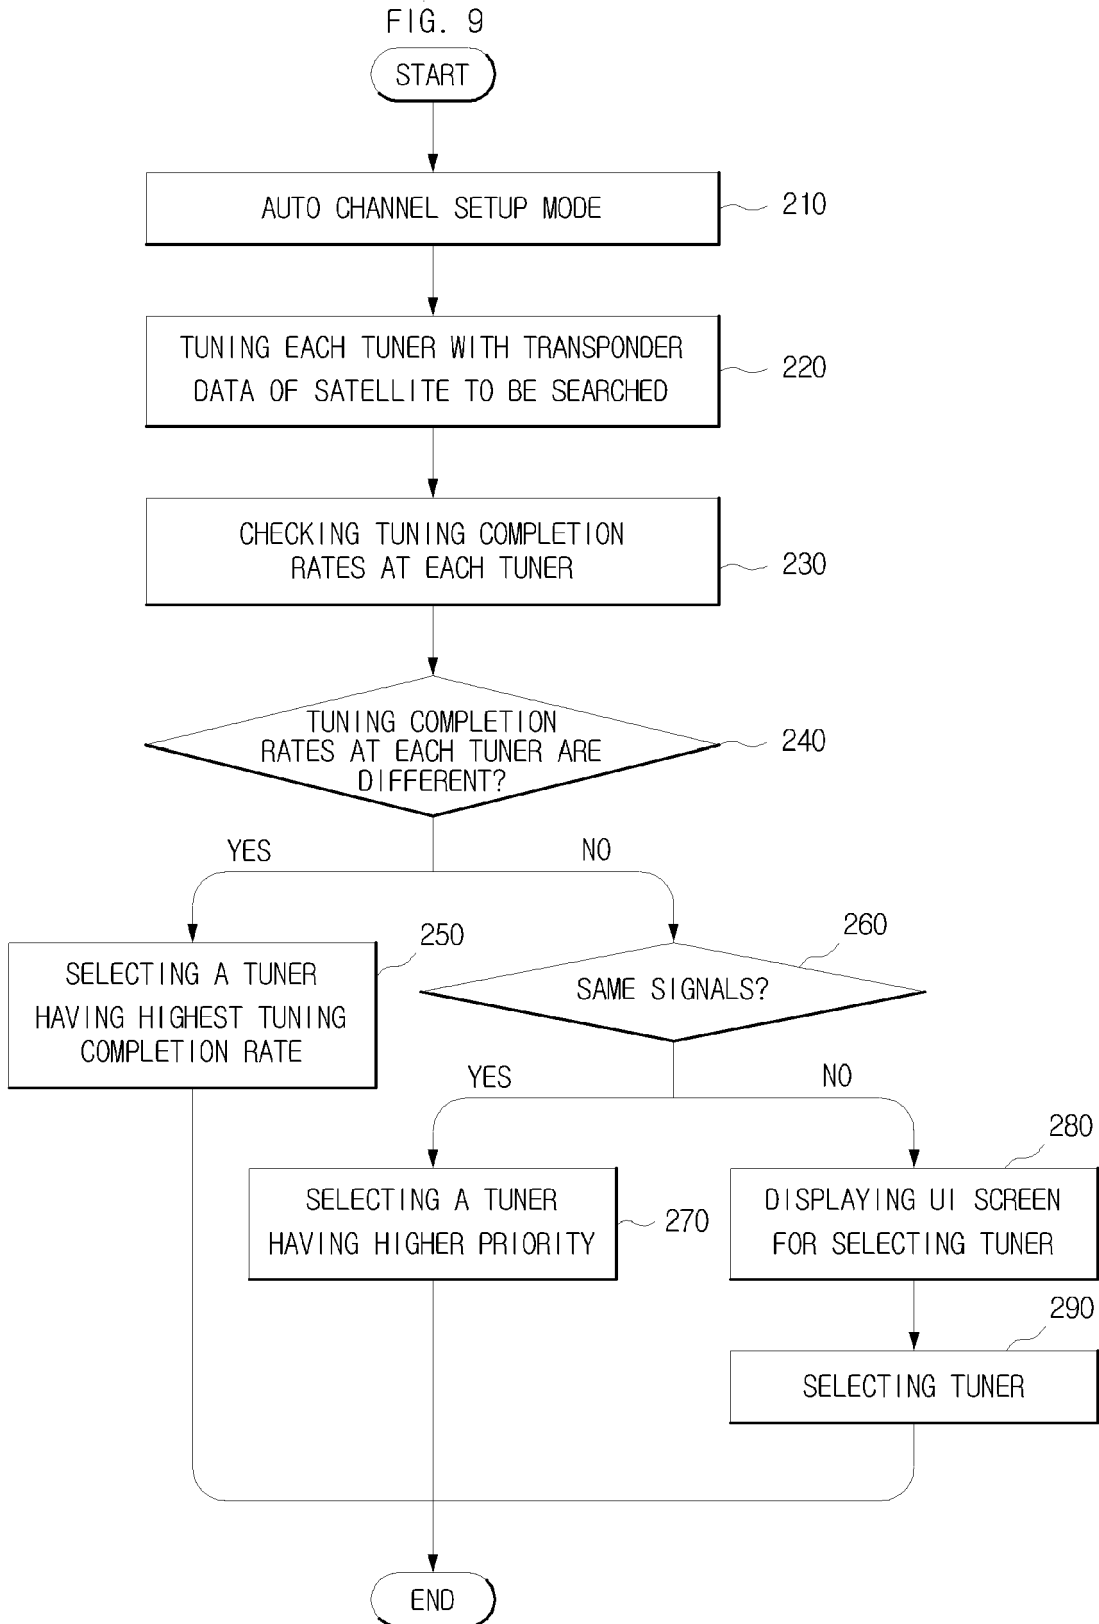 FIG. 9
START
AUTO CHANNEL SETUP MODE
210
TUNING EACH TUNER WITH TRANSPONDER
DATA OF SATELLITE TO BE SEARCHED
220
CHECKING TUNING COMPLETION
RATES AT EACH TUNER
230
TUNING COMPLETION
RATES AT EACH TUNER ARE
DIFFERENT?
240
YES
NO
250
SELECTING A TUNER
HAVING HIGHEST TUNING
COMPLETION RATE
260
SAME SIGNALS?
YES
NO
SELECTING A TUNER
HAVING HIGHER PRIORITY
270
280
DISPLAYING UI SCREEN
FOR SELECTING TUNER
290
SELECTING TUNER
END